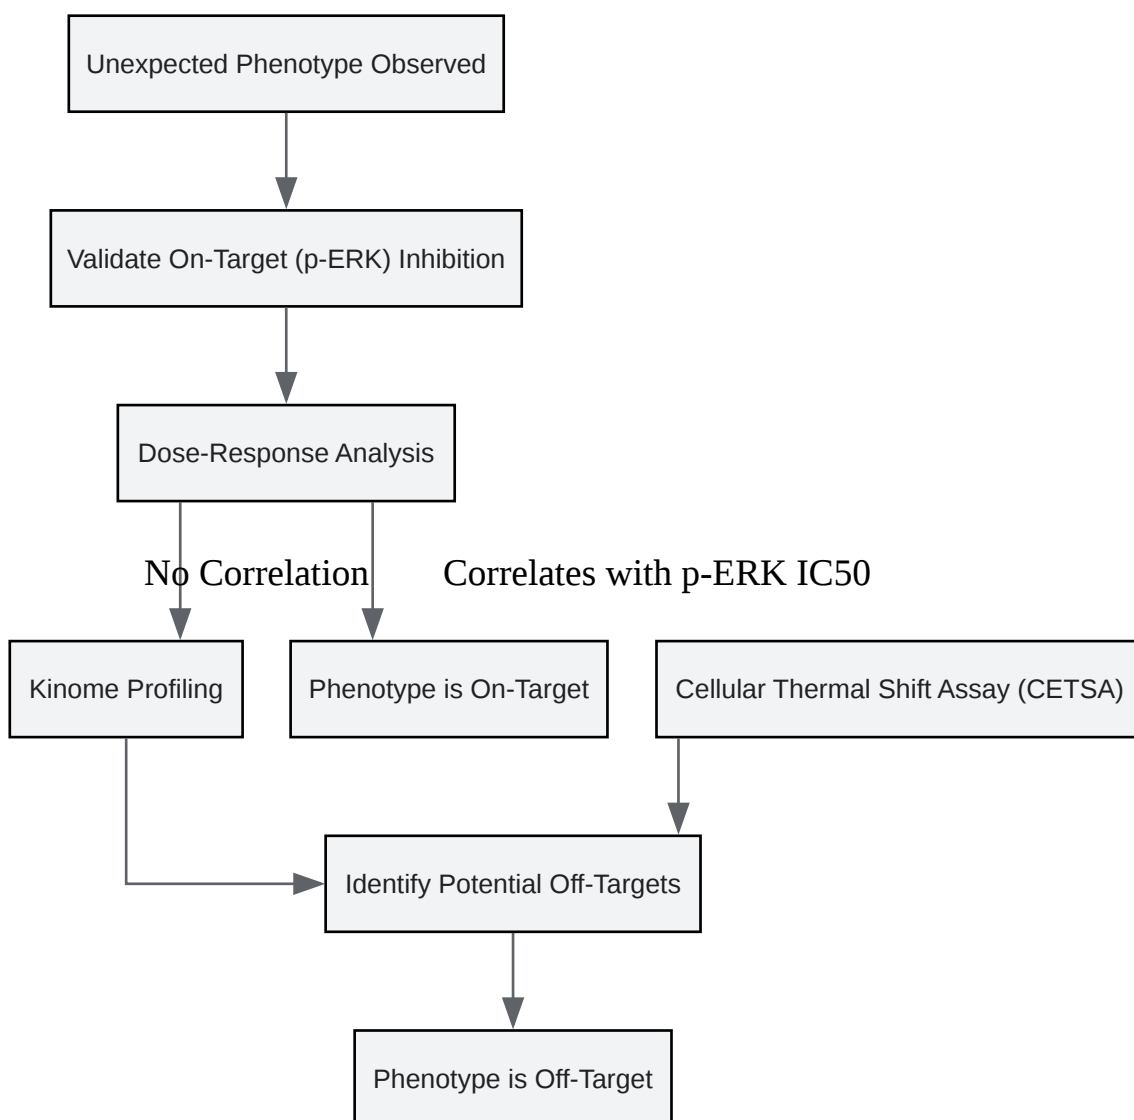 Unexpected Phenotype Observed
Validate On-Target (p-ERK) Inhibition
Dose-Response Analysis
No Correlation
Correlates with p-ERK IC50
Kinome Profiling
Phenotype is On-Target
Cellular Thermal Shift Assay (CETSA)
Identify Potential Off-Targets
Phenotype is Off-Target